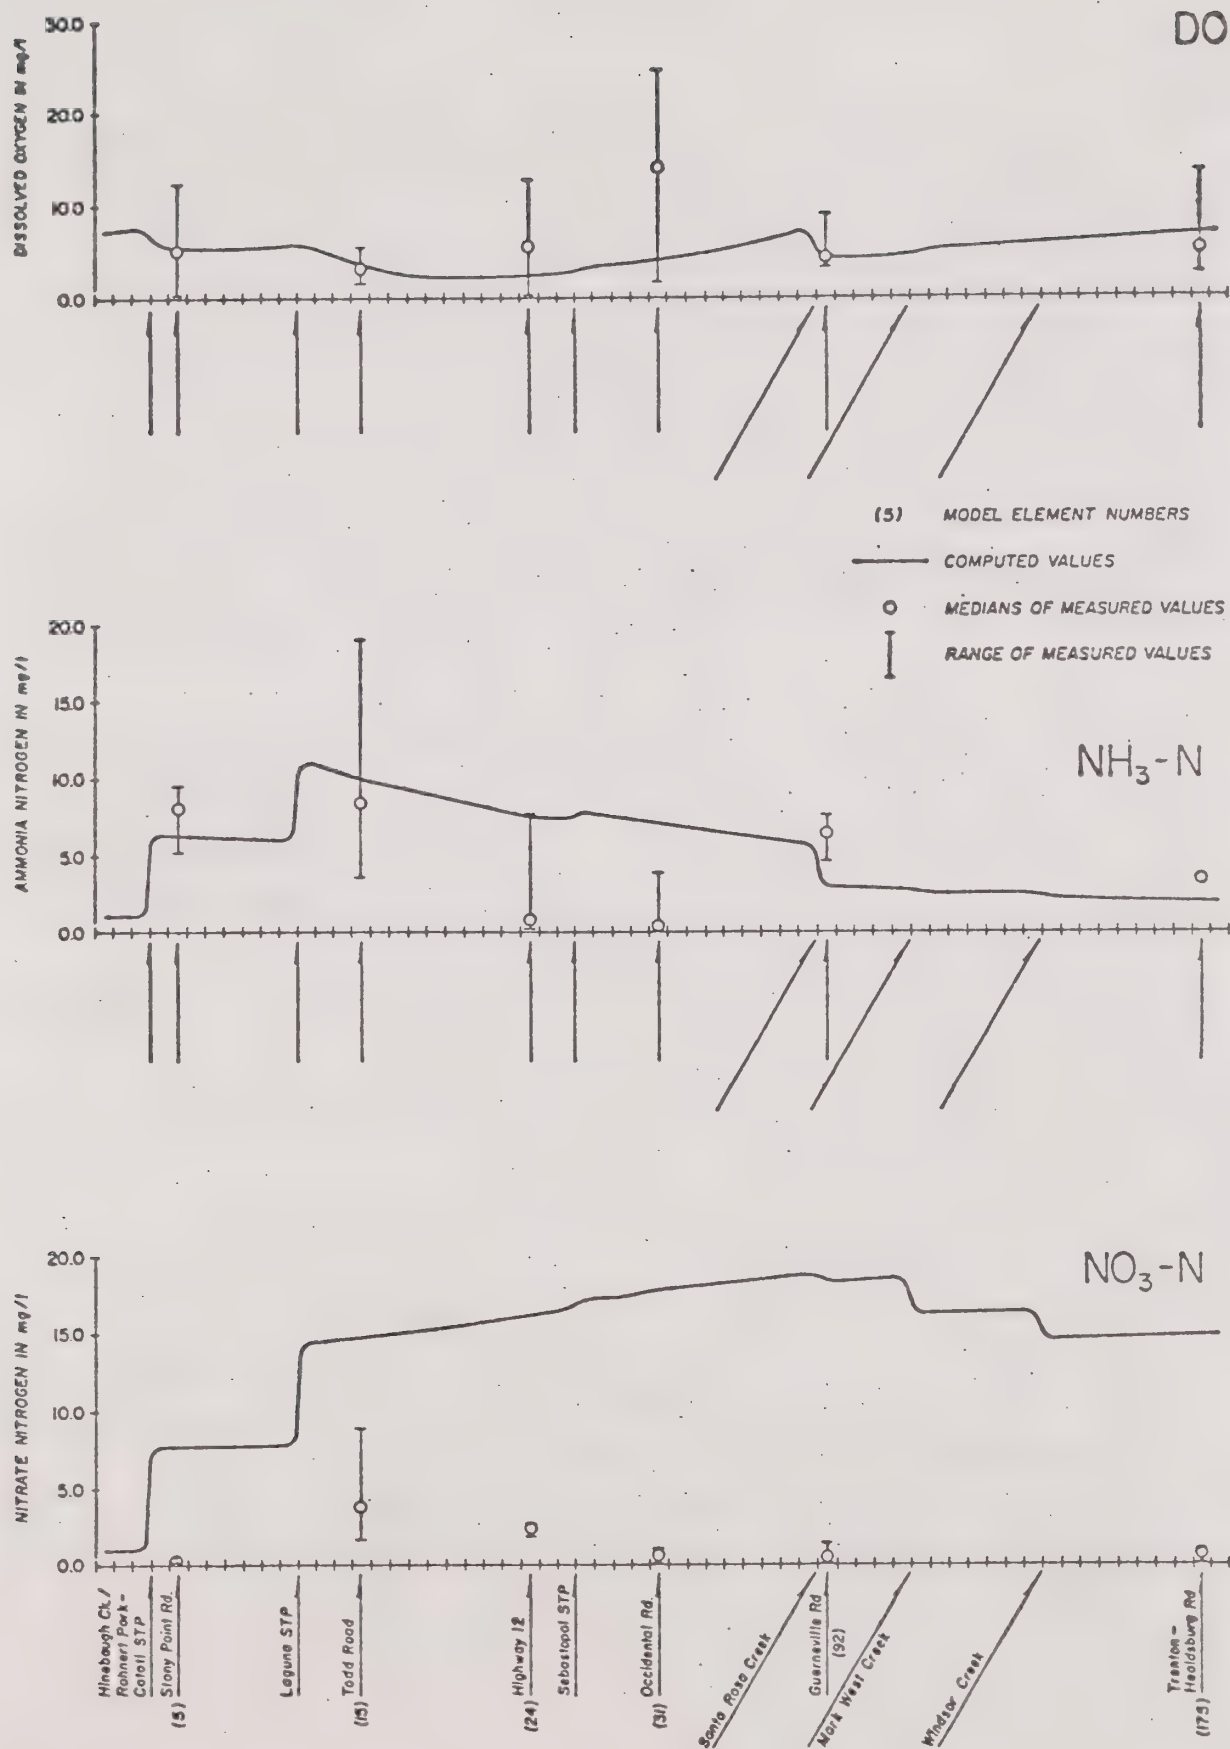 DO
DISSOLVED OXYGEN IN mg/l
30.0
20.0
10.0
0.0
(5) MODEL ELEMENT NUMBERS
COMPUTED VALUES
MEDIANS OF MEASURED VALUES
RANGE OF MEASURED VALUES
NH3-N
AMMONIA NITROGEN IN mg/l
20.0
15.0
10.0
5.0
0.0
NO3-N
NITRATE NITROGEN IN mg/l
20.0
15.0
10.0
5.0
0.0
Hinebaugh Ck./
Rohnert Park-
Cotati STP
Stony Point Rd.
(5)
Laguna STP
Todd Road
(15)
Highway 12
(24)
Sebastopol STP
Occidental Rd.
(31)
Santa Rosa Creek
Guerneville Rd
(92)
Mark West Creek
Windsor Creek
Trenton-
Healdsburg Rd
(175)